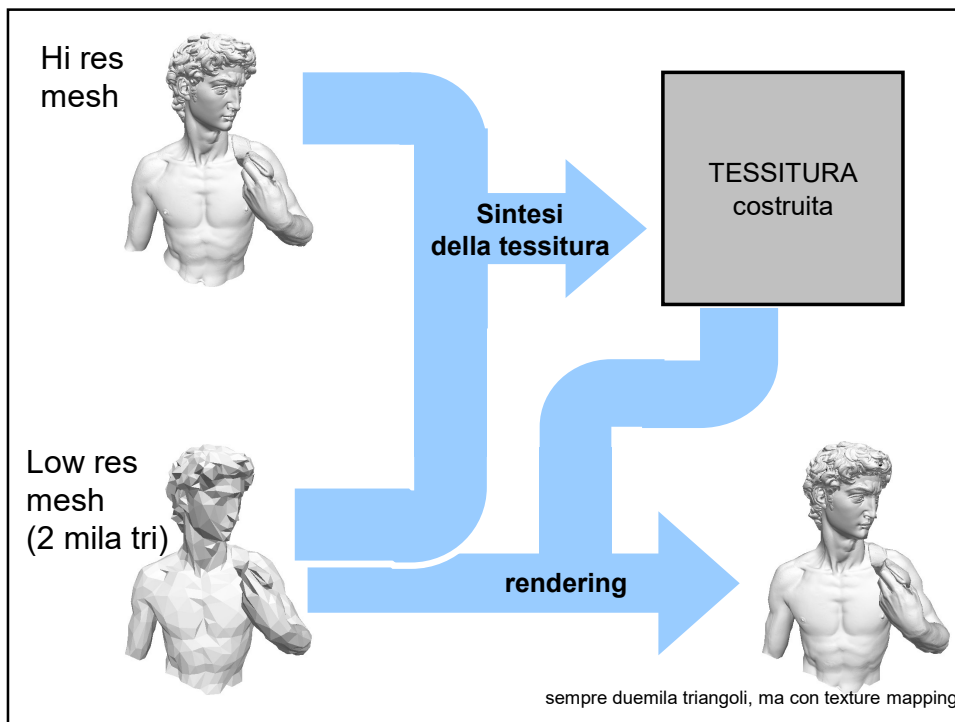 Hi res
mesh
TESSITURA
costruita
Sintesi
della tessitura
Low res
mesh
(2 mila tri)
rendering
sempre duemila triangoli, ma con texture mapping